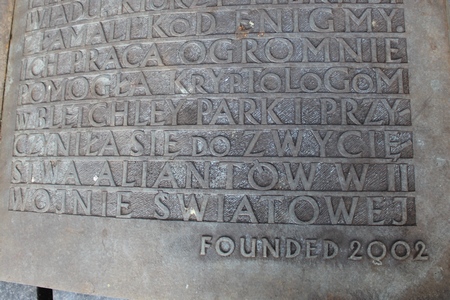 ZŁAMALI KOD ENIGMY.
ICH PRACA OGROMNIE
POMOGŁA KRYPTOLOGOM
W BLETCHLEY PARK I PRZY
CZYNIŁA SIĘ DO ZWYCIĘ
STWA ALIANTÓW W II
WOJNIE ŚWIATOWEJ
FOUNDED 2002